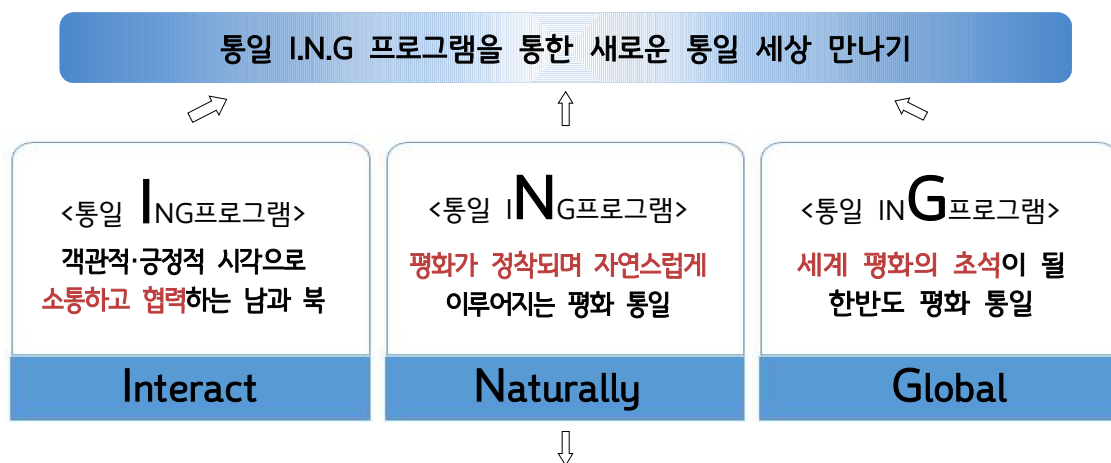 통일 I.N.G 프로그램을 통한 새로운 통일 세상 만나기
<통일 ING프로그램>
객관적·긍정적 시각으로
소통하고 협력하는 남과 북
Interact
<통일 ING프로그램>
평화가 정착되며 자연스럽게
이루어지는 평화 통일
Naturally
<통일 ING프로그램>
세계 평화의 초석이 될
한반도 평화 통일
Global